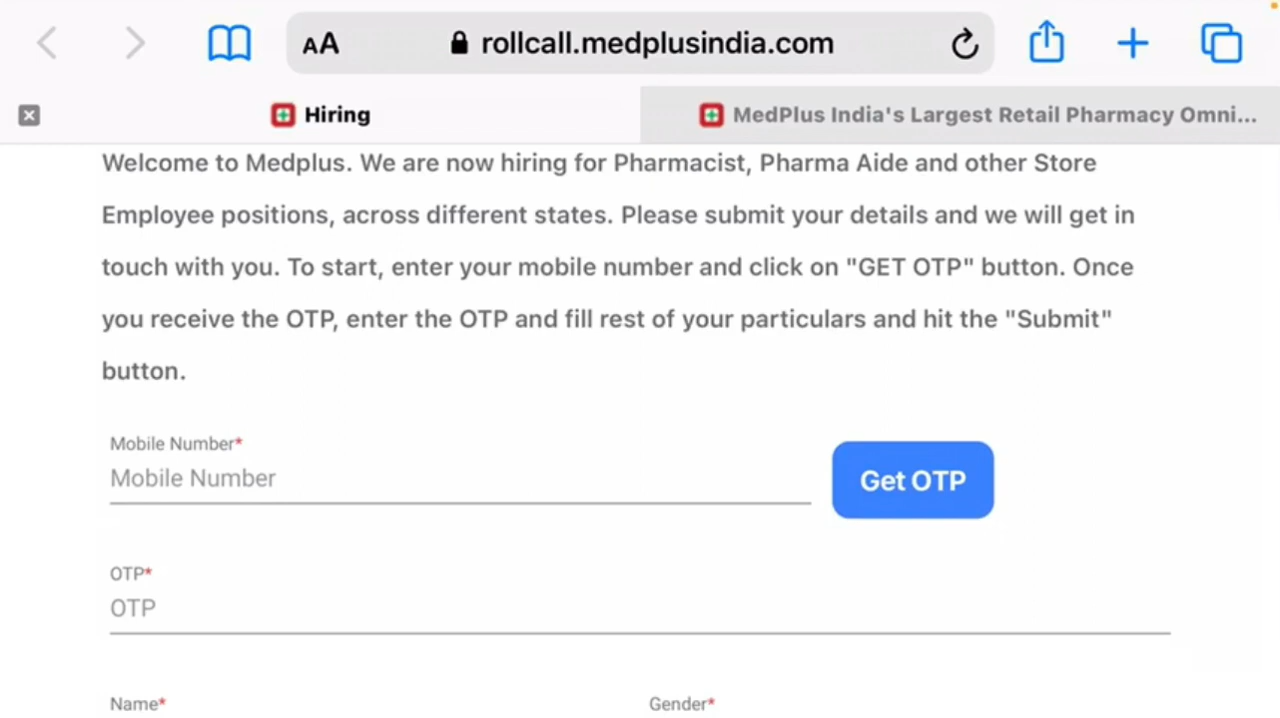 AA rollcall.medplusindia.com
Hiring
MedPlus India's Largest Retail Pharmacy Omni...
Welcome to Medplus. We are now hiring for Pharmacist, Pharma Aide and other Store
Employee positions, across different states. Please submit your details and we will get in
touch with you. To start, enter your mobile number and click on "GET OTP" button. Once
you receive the OTP, enter the OTP and fill rest of your particulars and hit the "Submit"
button.
Mobile Number*
Mobile Number
Get OTP
OTP*
OTP
Name*
Gender*